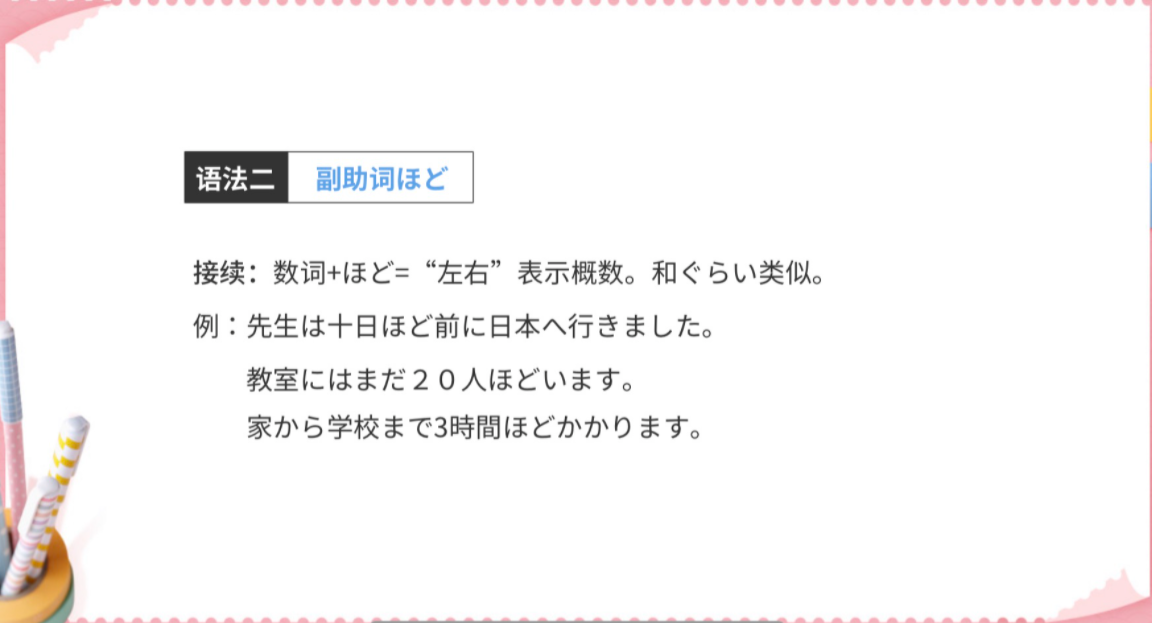 语法二 副助词ほど
接续：数词+ほど=“左右”表示概数。和ぐらい类似。
例：先生は十日ほど前に日本へ行きました。
教室にはまだ２０人ほどいます。
家から学校まで3時間ほどかかります。